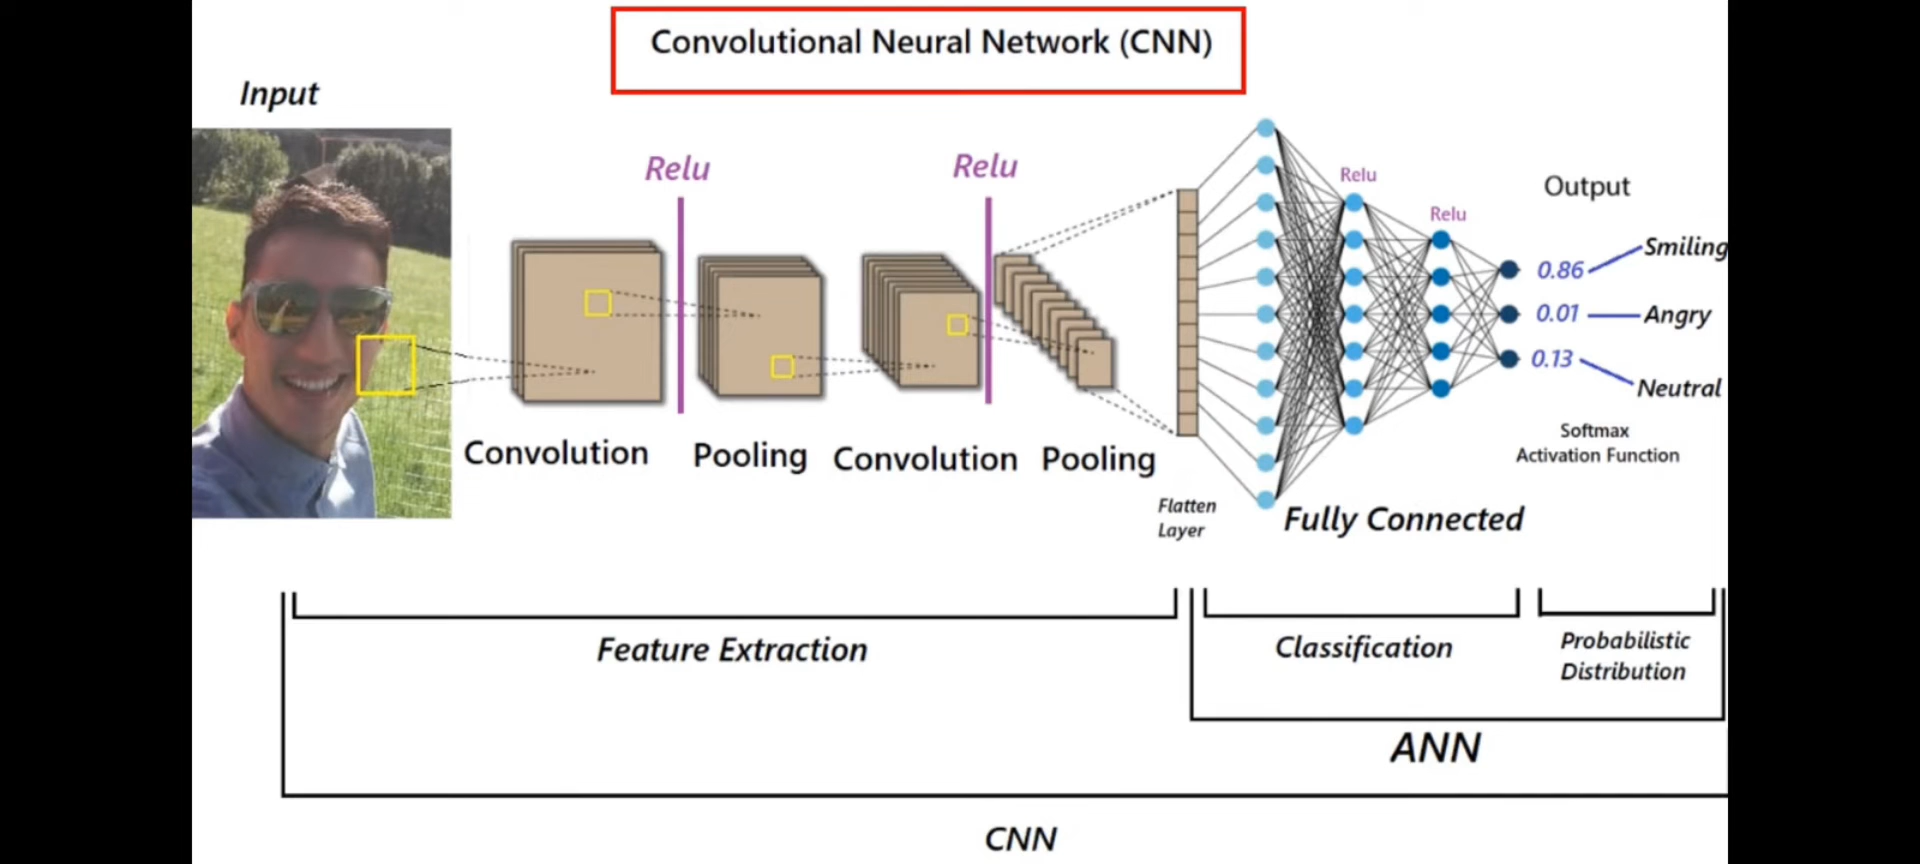 Convolutional Neural Network (CNN)
Input
Relu
Relu
Relu
Relu
Output
0.86
Smiling
0.01
Angry
0.13
Neutral
Softmax
Activation Function
Convolution
Pooling
Convolution
Pooling
Flatten
Layer
Fully Connected
Feature Extraction
Classification
Probabilistic
Distribution
ANN
CNN